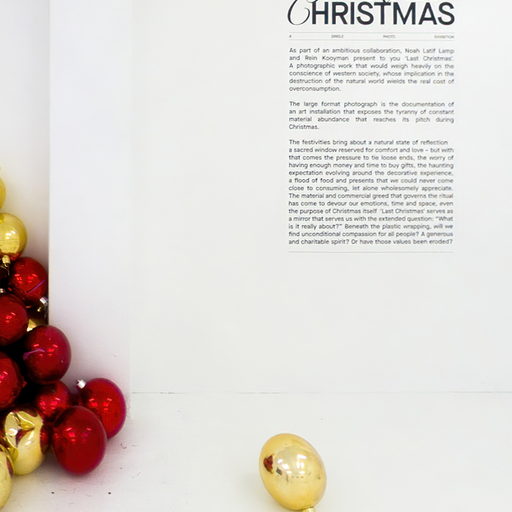 CHRISTMAS
A SINGLE PHOTO EXHIBITION
As part of an ambitious collaboration, Noah Latif Lamp
and Rein Kooyman present to you 'Last Christmas'.
A photographic work that would weigh heavily on the
conscience of western society, whose implication in the
destruction of the natural world wields the real cost of
overconsumption.
The large format photograph is the documentation of
an art installation that exposes the tyranny of constant
material abundance that reaches its pitch during
Christmas.
The festivities bring about a natural state of reflection
a sacred window reserved for comfort and love – but with
that comes the pressure to tie loose ends, the worry of
having enough money and time to buy gifts, the haunting
expectation evolving around the decorative experience,
a flood of food and presents that we could never come
close to consuming, let alone wholesomely appreciate.
The material and commercial greed that governs the ritual
has come to devour our emotions, time and space, even
the purpose of Christmas itself. 'Last Christmas' serves as
a mirror that serves us with the extended question: "What
is it really about?" Beneath the plastic wrapping, will we
find unconditional compassion for all people? A generous
and charitable spirit? Or have those values been eroded?